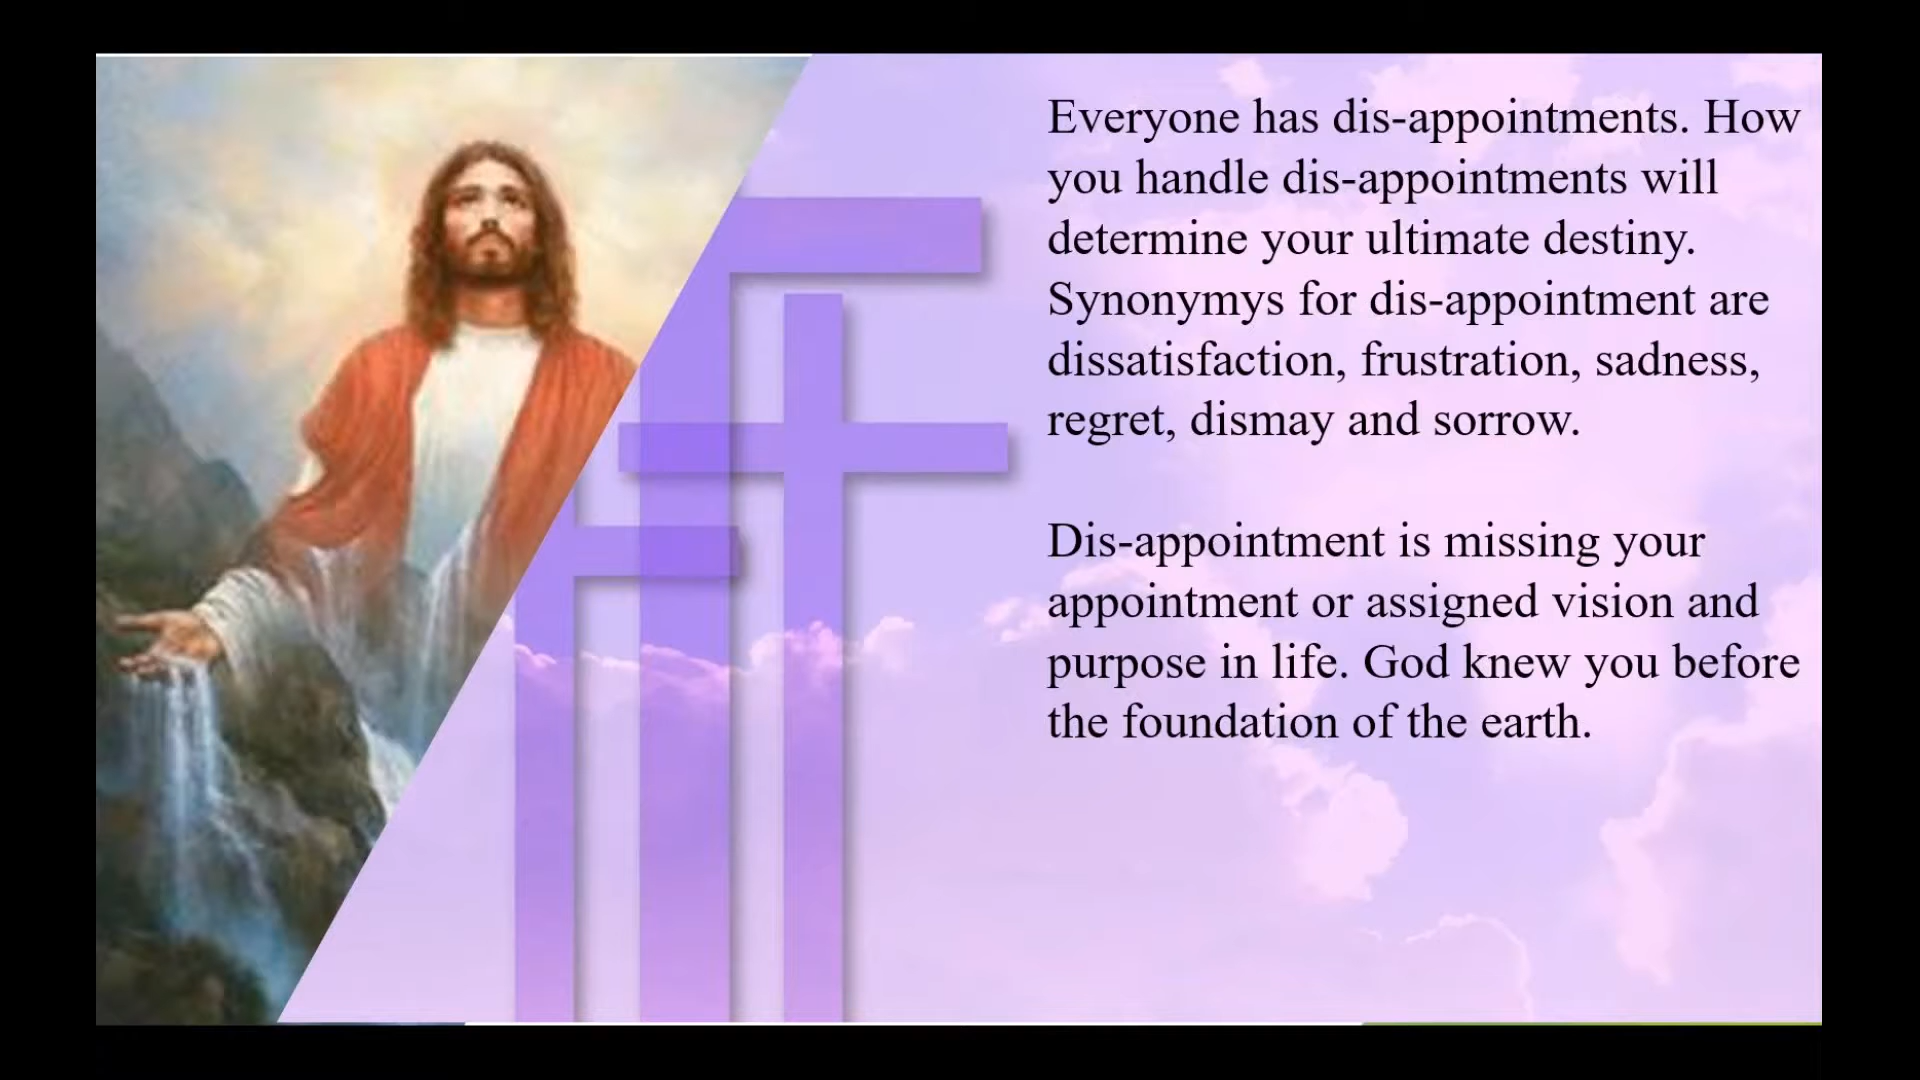 Everyone has dis-appointments. How
you handle dis-appointments will
determine your ultimate destiny.
Synonymys for dis-appointment are
dissatisfaction, frustration, sadness,
regret, dismay and sorrow.
Dis-appointment is missing your
appointment or assigned vision and
purpose in life. God knew you before
the foundation of the earth.